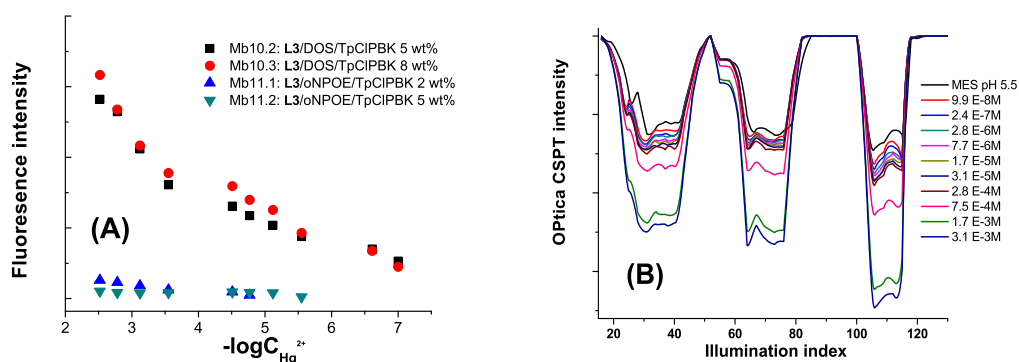 Fluorescence intensity
Mb10.2: L3/DOS/TpClPBK 5 wt%
Mb10.3: L3/DOS/TpClPBK 8 wt%
Mb11.1: L3/oNPOE/TpClPBK 2 wt%
Mb11.2: L3/oNPOE/TpClPBK 5 wt%
(A)
2 3 4 5 6 7 8
-logC Hg 2+
OPtica CSPT intensity
MES pH 5.5
9.9 E-8M
2.4 E-7M
2.8 E-6M
7.7 E-6M
1.7 E-5M
3.1 E-5M
2.8 E-4M
7.5 E-4M
1.7 E-3M
3.1 E-3M
(B)
20 40 60 80 100 120
Illumination index